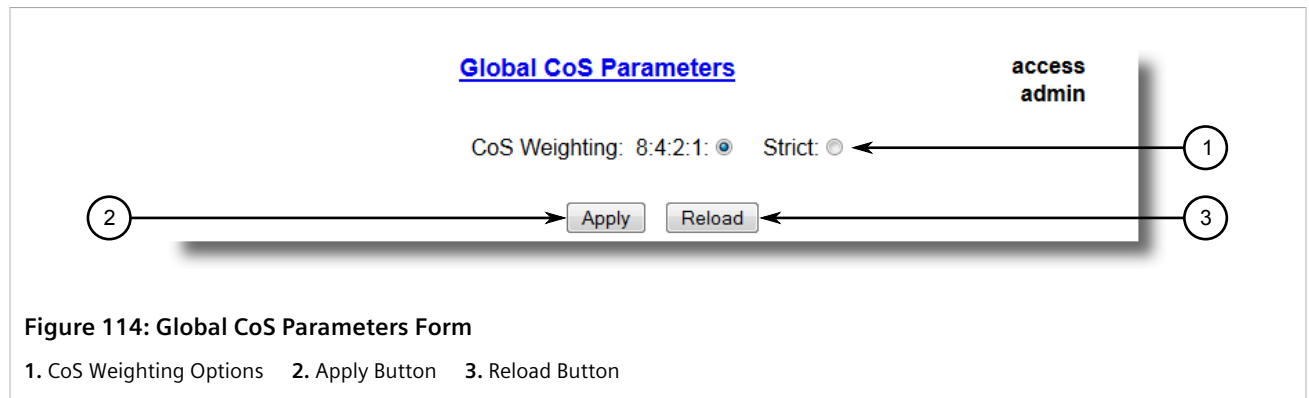 Global CoS Parameters
access
admin
CoS Weighting: 8:4:2:1: Strict:
1
2
Apply Reload
3
Figure 114: Global CoS Parameters Form
1. CoS Weighting Options 2. Apply Button 3. Reload Button